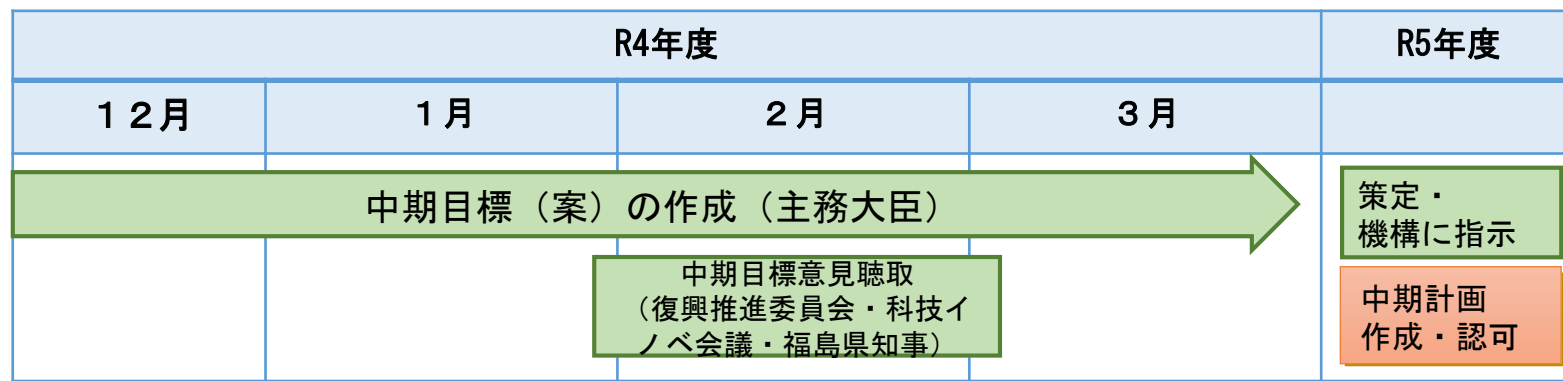 R4年度
R5年度
１２月
１月
２月
３月
中期目標（案）の作成（主務大臣）
策定・
機構に指示
中期目標意見聴取
（復興推進委員会・科技イ
ノベ会議・福島県知事）
中期計画
作成・認可